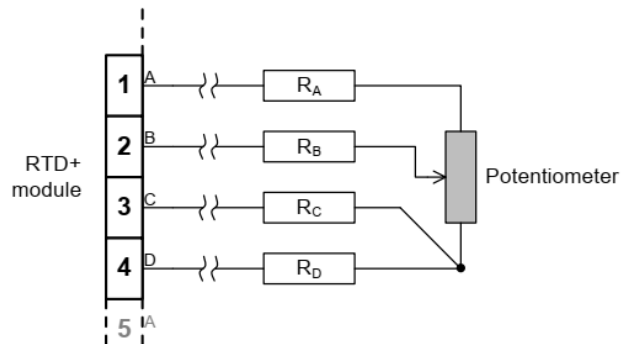 1 A R_A
2 B R_B
RTD+
module
Potentiometer
3 C R_C
4 D R_D
5 A